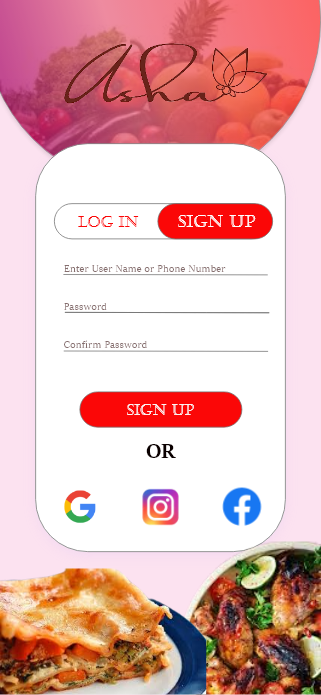 Asha
LOG IN
SIGN UP
Enter User Name or Phone Number
Password
Confirm Password
SIGN UP
OR